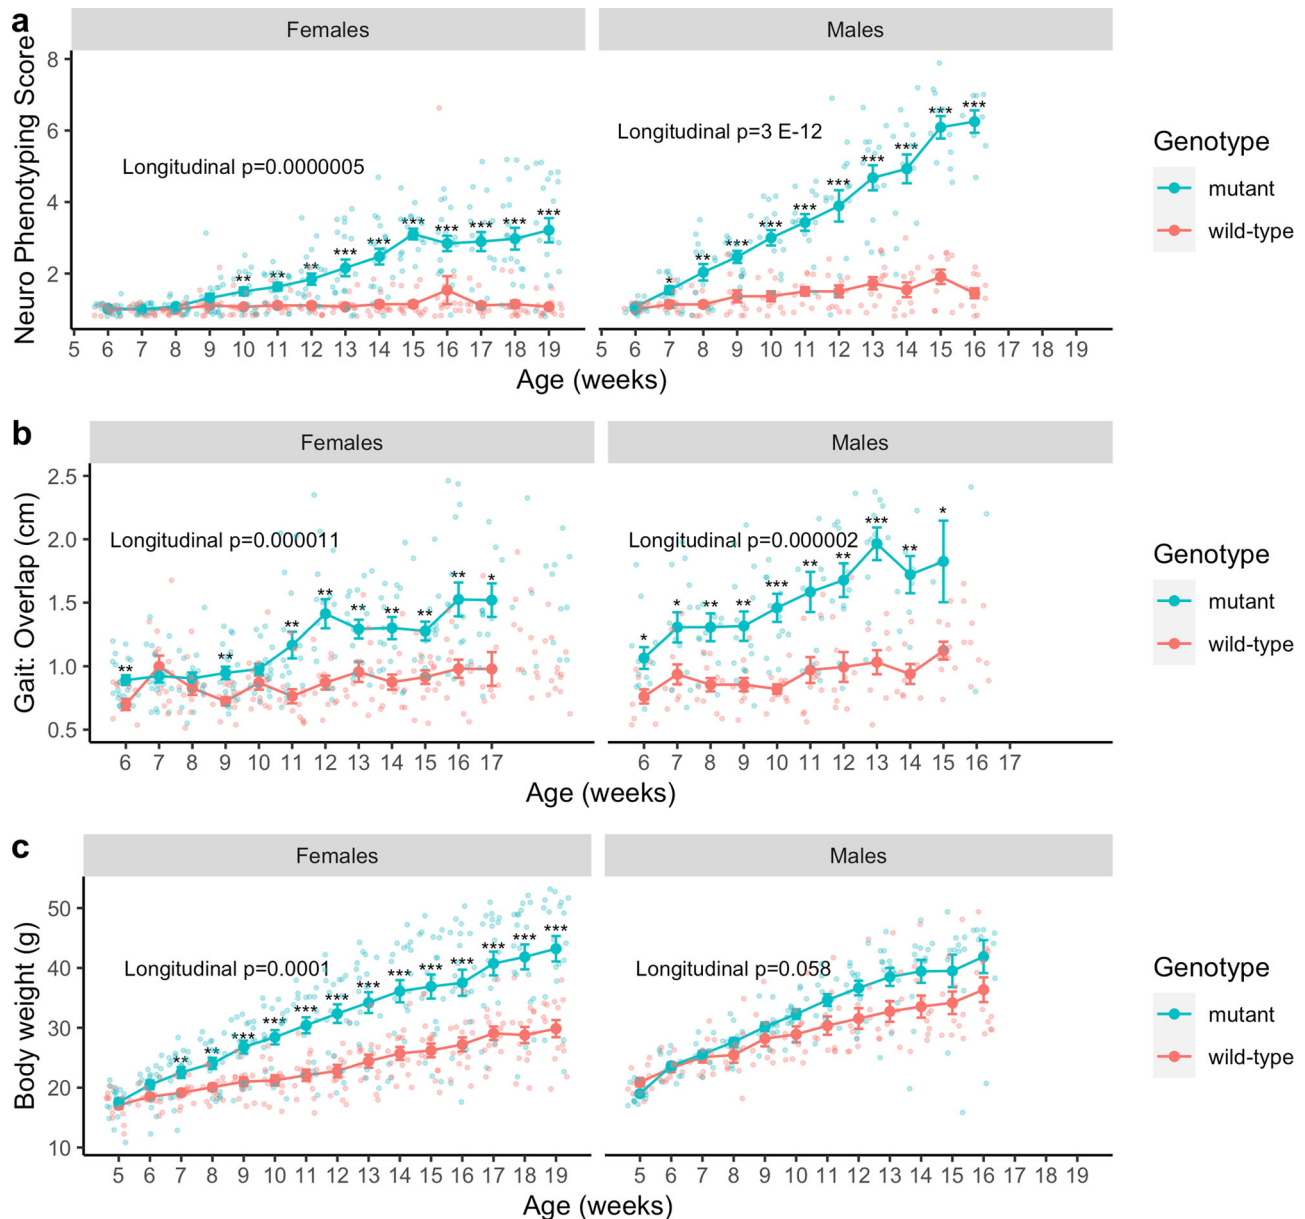 a
Females Males
Neuro Phenotyping Score
8
6
4
2
Longitudinal p=0.0000005
Longitudinal p=3 E-12
** ** ** *** *** *** *** *** *** ***
* ** *** *** *** *** *** *** *** ***
5 6 7 8 9 10 11 12 13 14 15 16 17 18 19
5 6 7 8 9 10 11 12 13 14 15 16 17 18 19
Age (weeks)
Genotype
mutant
wild-type
b
Females Males
Gait: Overlap (cm)
2.5
2.0
1.5
1.0
0.5
Longitudinal p=0.000011
Longitudinal p=0.000002
** ** ** ** ** ** ** ** *
* * ** ** *** ** ** *** ** *
6 7 8 9 10 11 12 13 14 15 16 17
6 7 8 9 10 11 12 13 14 15 16 17
Age (weeks)
Genotype
mutant
wild-type
c
Females Males
Body weight (g)
50
40
30
20
10
Longitudinal p=0.0001
Longitudinal p=0.058
** ** *** *** *** *** *** *** *** *** *** *** ***
5 6 7 8 9 10 11 12 13 14 15 16 17 18 19
5 6 7 8 9 10 11 12 13 14 15 16 17 18 19
Age (weeks)
Genotype
mutant
wild-type